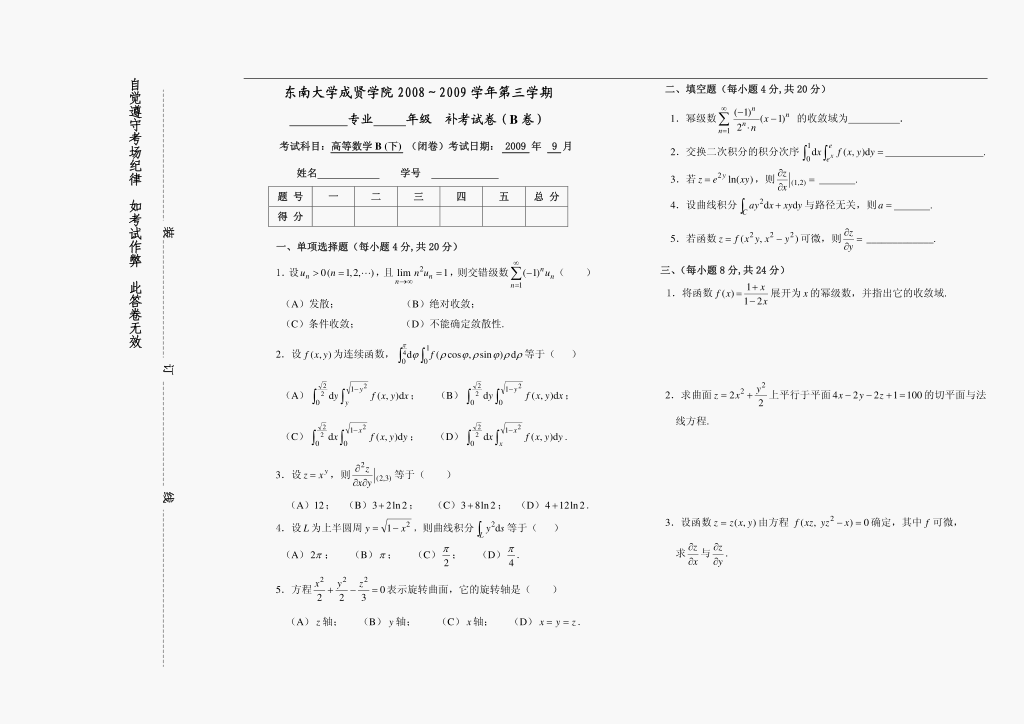 自觉遵守考场纪律 如考试作弊 此答卷无效
装
订
线
东南大学成贤学院 2008～2009 学年第三学期
________专业____年级 补考试卷（B 卷）
考试科目：高等数学 B (下) （闭卷）考试日期： 2009 年 9 月
姓名____________ 学号 ____________
题 号 一 二 三 四 五 总 分
得 分
一、单项选择题（每小题 4 分,共 20 分）
1．设 $u_n > 0 (n = 1,2,\cdots)$，且 $\lim_{n\to\infty} n^2 u_n = 1$，则交错级数 $\sum_{n=1}^{\infty} (-1)^n u_n$（ ）
（A）发散； （B）绝对收敛；
（C）条件收敛； （D）不能确定敛散性.
2．设 $f(x, y)$ 为连续函数， $\int_0^{\frac{\pi}{4}} d\varphi \int_0^1 f(\rho\cos\varphi, \rho\sin\varphi)\rho d\rho$ 等于（ ）
（A） $\int_0^{\frac{\sqrt{2}}{2}} dy \int_y^{\sqrt{1-y^2}} f(x, y)dx$； （B） $\int_0^{\frac{\sqrt{2}}{2}} dy \int_0^{\sqrt{1-y^2}} f(x, y)dx$；
（C） $\int_0^{\frac{\sqrt{2}}{2}} dx \int_0^{\sqrt{1-x^2}} f(x, y)dy$； （D） $\int_0^{\frac{\sqrt{2}}{2}} dx \int_x^{\sqrt{1-x^2}} f(x, y)dy$.
3．设 $z = x^y$，则 $\frac{\partial^2 z}{\partial x \partial y}|_{(2,3)}$ 等于（ ）
（A）12； （B）3 + 2ln 2； （C）3 + 8ln 2； （D）4 + 12ln 2.
4．设 $L$ 为上半圆周 $y = \sqrt{1 - x^2}$，则曲线积分 $\int_L y^2 ds$ 等于（ ）
（A） $2\pi$； （B） $\pi$； （C） $\frac{\pi}{2}$； （D） $\frac{\pi}{4}$.
5．方程 $\frac{x^2}{2} + \frac{y^2}{2} - \frac{z^2}{3} = 0$ 表示旋转曲面，它的旋转轴是（ ）
（A） $z$ 轴； （B） $y$ 轴； （C） $x$ 轴； （D） $x = y = z$.
二、填空题（每小题 4 分,共 20 分）
1．幂级数 $\sum_{n=1}^{\infty} \frac{(-1)^n}{2^n \cdot n}(x-1)^n$ 的收敛域为__________.
2．交换二次积分的积分次序 $\int_0^1 dx \int_{e^x}^{e} f(x, y)dy =$ ____________________.
3．若 $z = e^{2y}\ln(xy)$，则 $\frac{\partial z}{\partial x}|_{(1,2)} =$ _______.
4．设曲线积分 $\int_C ay^2 dx + xydy$ 与路径无关，则 $a =$ _______.
5．若函数 $z = f(x^2 y, x^2 - y^2)$ 可微，则 $\frac{\partial z}{\partial y} =$ _____________.
三、（每小题 8 分,共 24 分）
1．将函数 $f(x) = \frac{1+x}{1-2x}$ 展开为 $x$ 的幂级数，并指出它的收敛域.
2．求曲面 $z = 2x^2 + \frac{y^2}{2}$ 上平行于平面 $4x - 2y - 2z + 1 = 100$ 的切平面与法
线方程.
3．设函数 $z = z(x, y)$ 由方程 $f(xz, yz^2 - x) = 0$ 确定，其中 $f$ 可微，
求 $\frac{\partial z}{\partial x}$ 与 $\frac{\partial z}{\partial y}$.